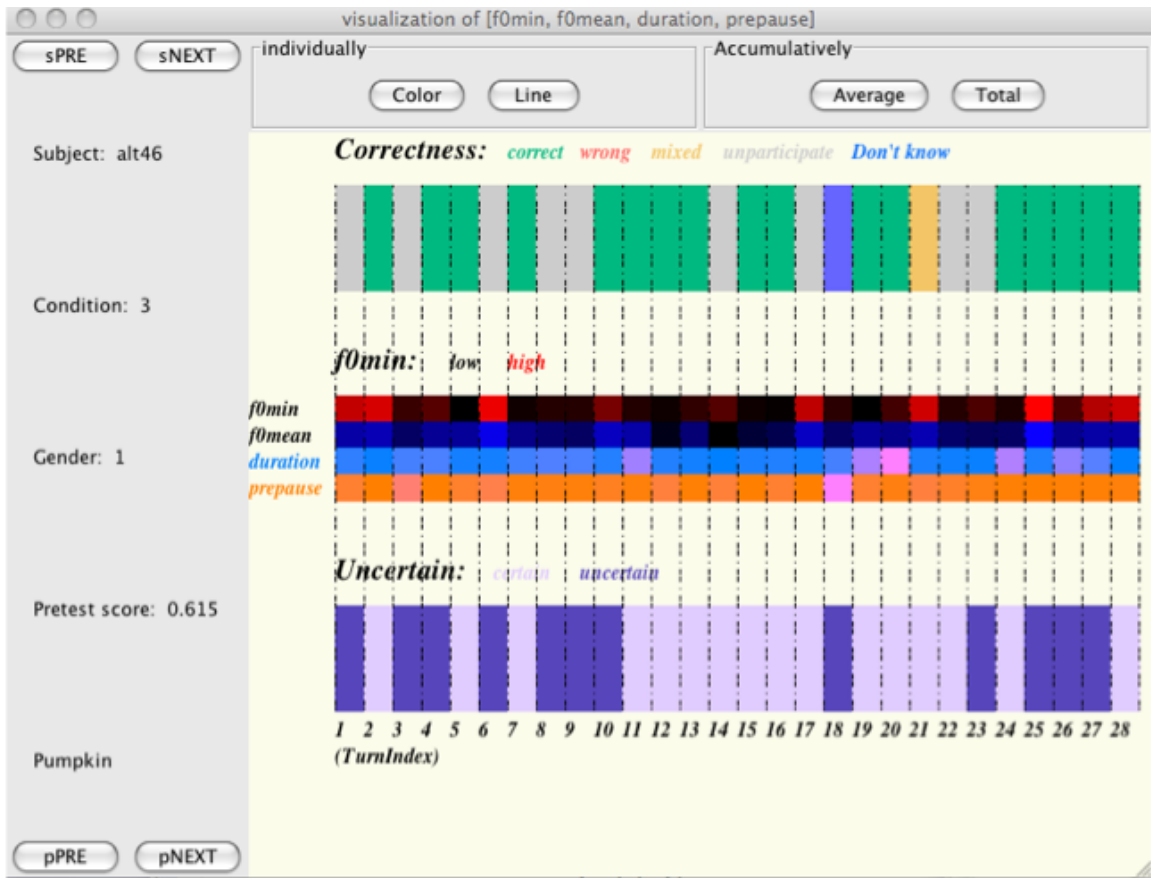 visualization of [f0min, f0mean, duration, prepause]
sPRE sNEXT
individually
Color Line
Accumulatively
Average Total
Subject: alt46
Condition: 3
Gender: 1
Pretest score: 0.615
Pumpkin
pPRE pNEXT
Correctness: correct wrong mixed unparticipate Don't know
f0min: low high
f0min
f0mean
duration
prepause
Uncertain: certain uncertain
1 2 3 4 5 6 7 8 9 10 11 12 13 14 15 16 17 18 19 20 21 22 23 24 25 26 27 28
(TurnIndex)